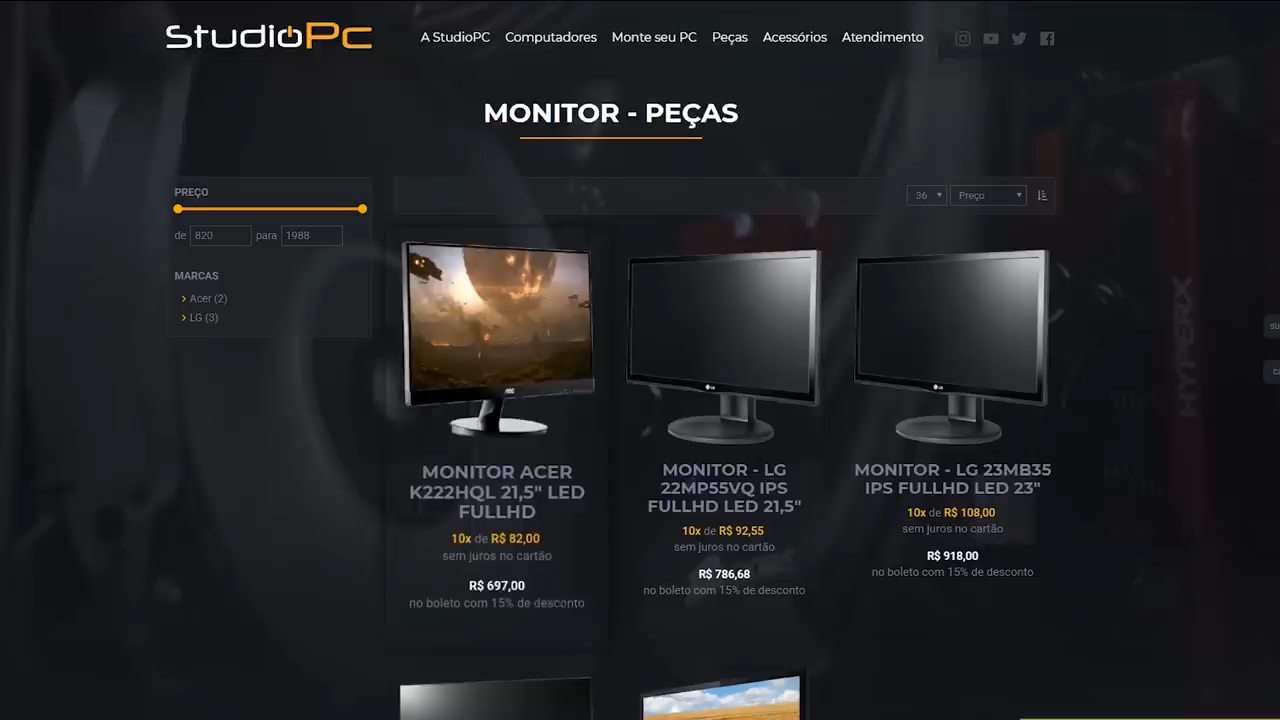 StudioPc
A StudioPC Computadores Monte seu PC Peças Acessórios Atendimento
MONITOR - PEÇAS
PREÇO
de 820 para 1988
MARCAS
Acer (2)
LG (3)
36 Preço
MONITOR ACER
K222HQL 21,5" LED
FULLHD
10x de R$ 82,00
sem juros no cartão
R$ 697,00
no boleto com 15% de desconto
MONITOR - LG
22MP55VQ IPS
FULLHD LED 21,5"
10x de R$ 92,55
sem juros no cartão
R$ 786,68
no boleto com 15% de desconto
MONITOR - LG 23MB35
IPS FULLHD LED 23"
10x de R$ 108,00
sem juros no cartão
R$ 918,00
no boleto com 15% de desconto
HYPERX